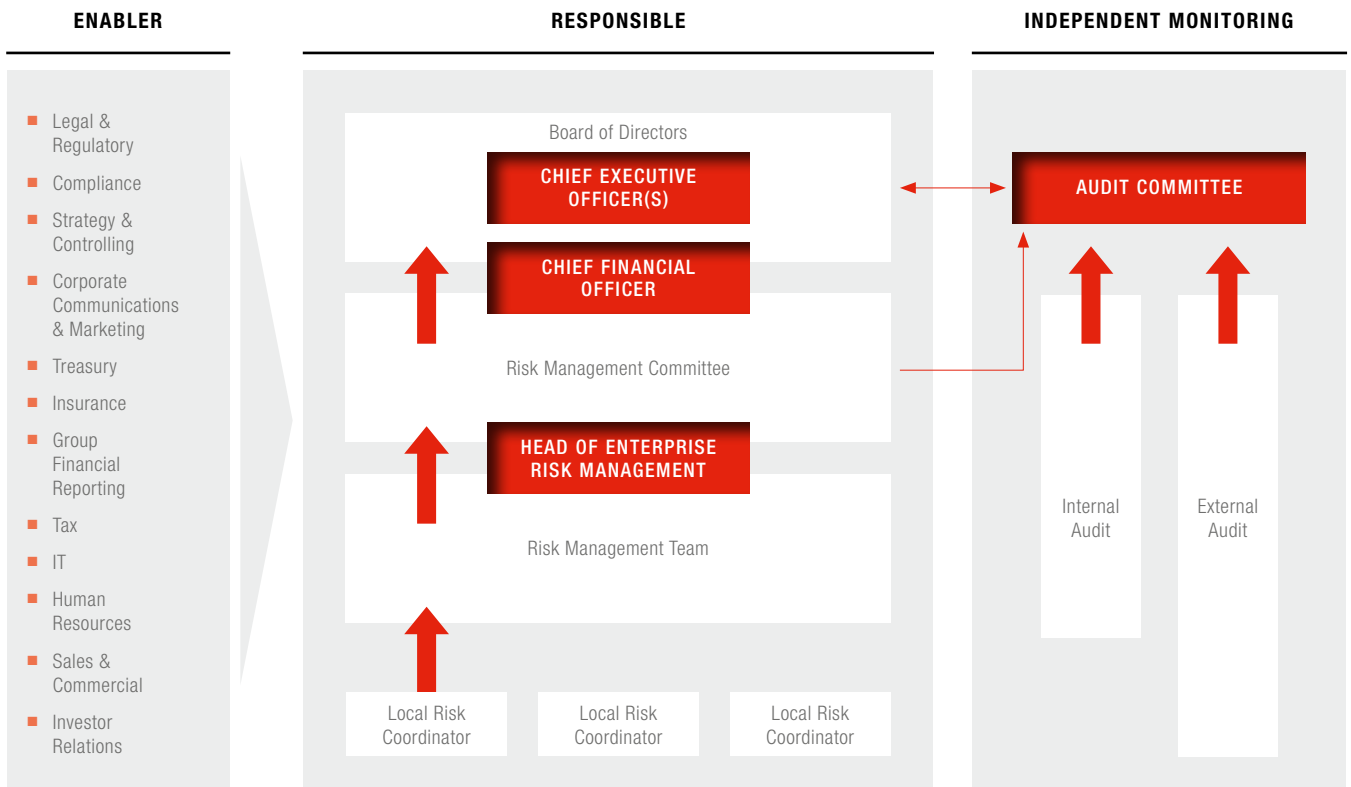 ENABLER
Legal &
Regulatory
Compliance
Strategy &
Controlling
Corporate
Communications
& Marketing
Treasury
Insurance
Group
Financial
Reporting
Tax
IT
Human
Resources
Sales &
Commercial
Investor
Relations
RESPONSIBLE
Board of Directors
CHIEF EXECUTIVE
OFFICER(S)
CHIEF FINANCIAL
OFFICER
Risk Management Committee
HEAD OF ENTERPRISE
RISK MANAGEMENT
Risk Management Team
Local Risk
Coordinator
Local Risk
Coordinator
Local Risk
Coordinator
INDEPENDENT MONITORING
AUDIT COMMITTEE
Internal
Audit
External
Audit